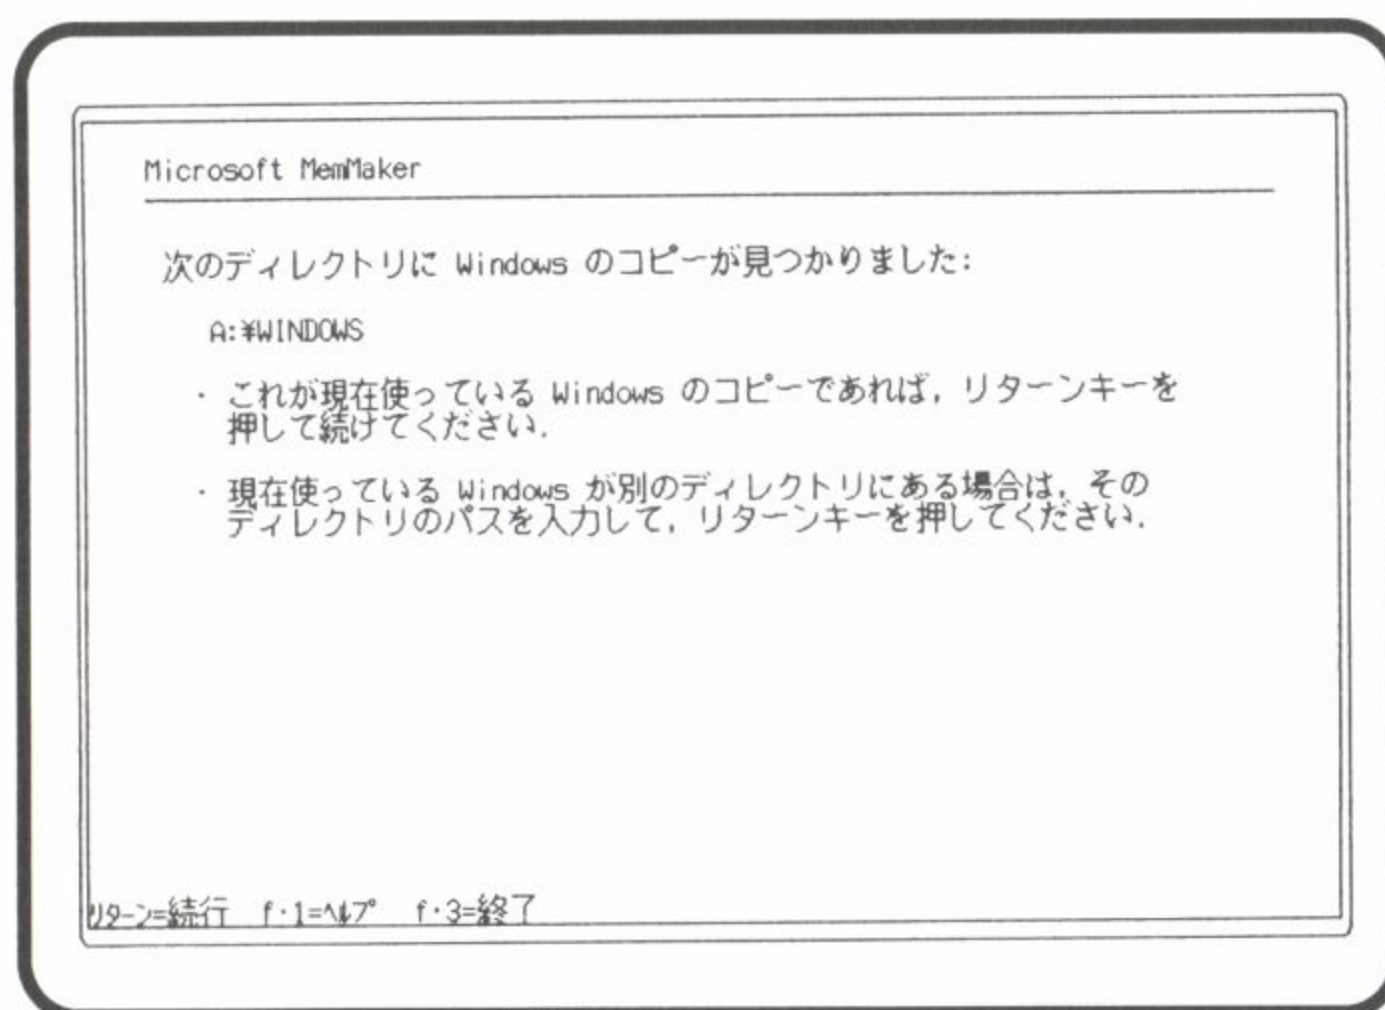 Microsoft MemMaker
次のディレクトリに Windows のコピーが見つかりました:
A:¥WINDOWS
・ これが現在使っている Windows のコピーであれば，リターンキーを
押して続けてください．
・ 現在使っている Windows が別のディレクトリにある場合は，その
ディレクトリのパスを入力して，リターンキーを押してください．
ﾘﾀｰﾝ=続行 f・1=ﾍﾙﾌﾟ f・3=終了